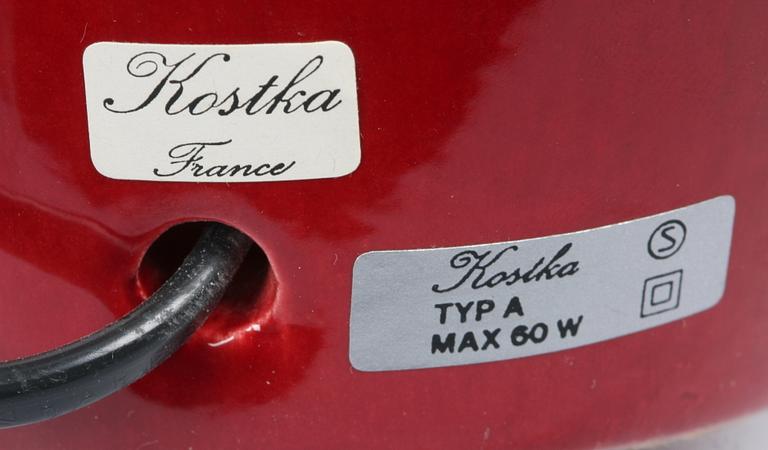 Kostka
France
Kostka
TYP A
MAX 60 W
S